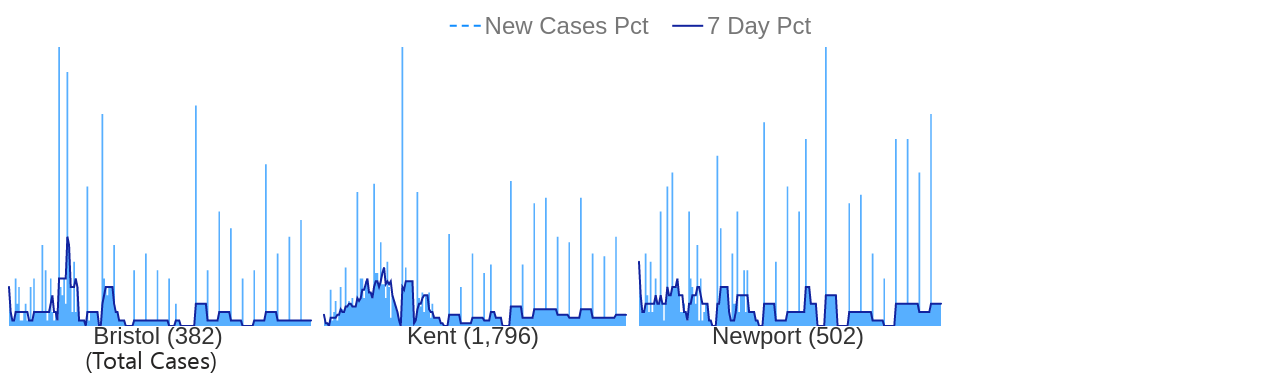 New Cases Pct 7 Day Pct
Bristol (382) Kent (1,796) Newport (502)
(Total Cases)